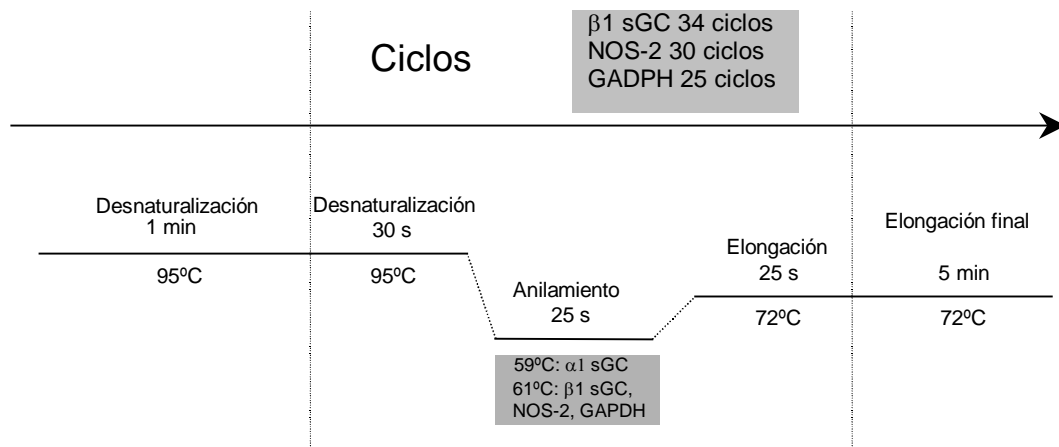 Ciclos
β1 sGC 34 ciclos
NOS-2 30 ciclos
GADPH 25 ciclos
Desnaturalización
1 min
95ºC
Desnaturalización
30 s
95ºC
Anilamiento
25 s
59ºC: α1 sGC
61ºC: β1 sGC,
NOS-2, GAPDH
Elongación
25 s
72ºC
Elongación final
5 min
72ºC